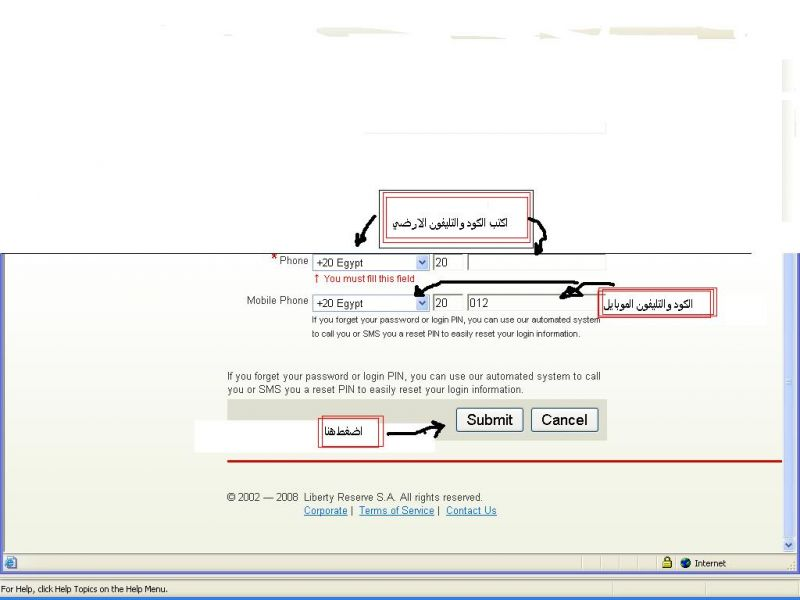 اكتب الكود والتليفون الارضي
* Phone +20 Egypt 20
↑ You must fill this field
Mobile Phone +20 Egypt 20 012
الكود والتليفون الموبايل
If you forget your password or login PIN, you can use our automated system
to call you or SMS you a reset PIN to easily reset your login information.
If you forget your password or login PIN, you can use our automated system to call
you or SMS you a reset PIN to easily reset your login information.
اضغط هنا
Submit Cancel
© 2002 — 2008 Liberty Reserve S.A. All rights reserved.
Corporate | Terms of Service | Contact Us
Internet
For Help, click Help Topics on the Help Menu.